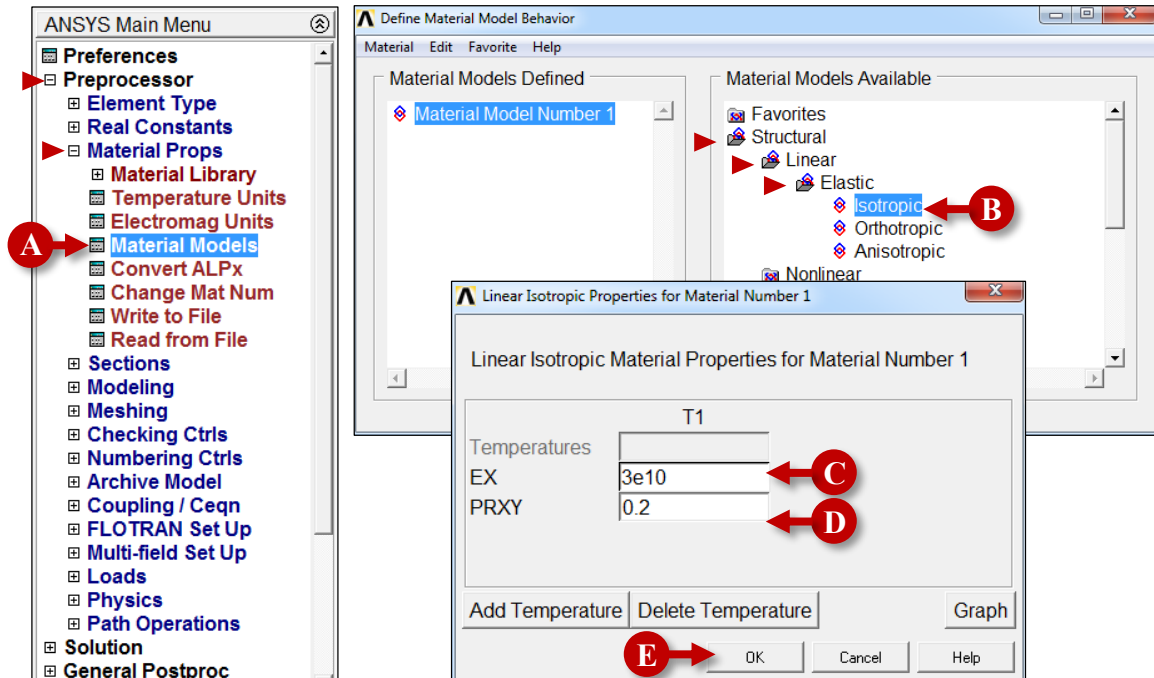 ANSYS Main Menu
Preferences
Preprocessor
Element Type
Real Constants
Material Props
Material Library
Temperature Units
Electromag Units
A
Material Models
Convert ALPx
Change Mat Num
Write to File
Read from File
Sections
Modeling
Meshing
Checking Ctrls
Numbering Ctrls
Archive Model
Coupling / Ceqn
FLOTRAN Set Up
Multi-field Set Up
Loads
Physics
Path Operations
Solution
General Postproc
Define Material Model Behavior
Material Edit Favorite Help
Material Models Defined
Material Model Number 1
Material Models Available
Favorites
Structural
Linear
Elastic
Isotropic
B
Orthotropic
Anisotropic
Nonlinear
Linear Isotropic Properties for Material Number 1
Linear Isotropic Material Properties for Material Number 1
T1
Temperatures
EX 3e10
C
PRXY 0.2
D
Add Temperature Delete Temperature Graph
E
OK Cancel Help